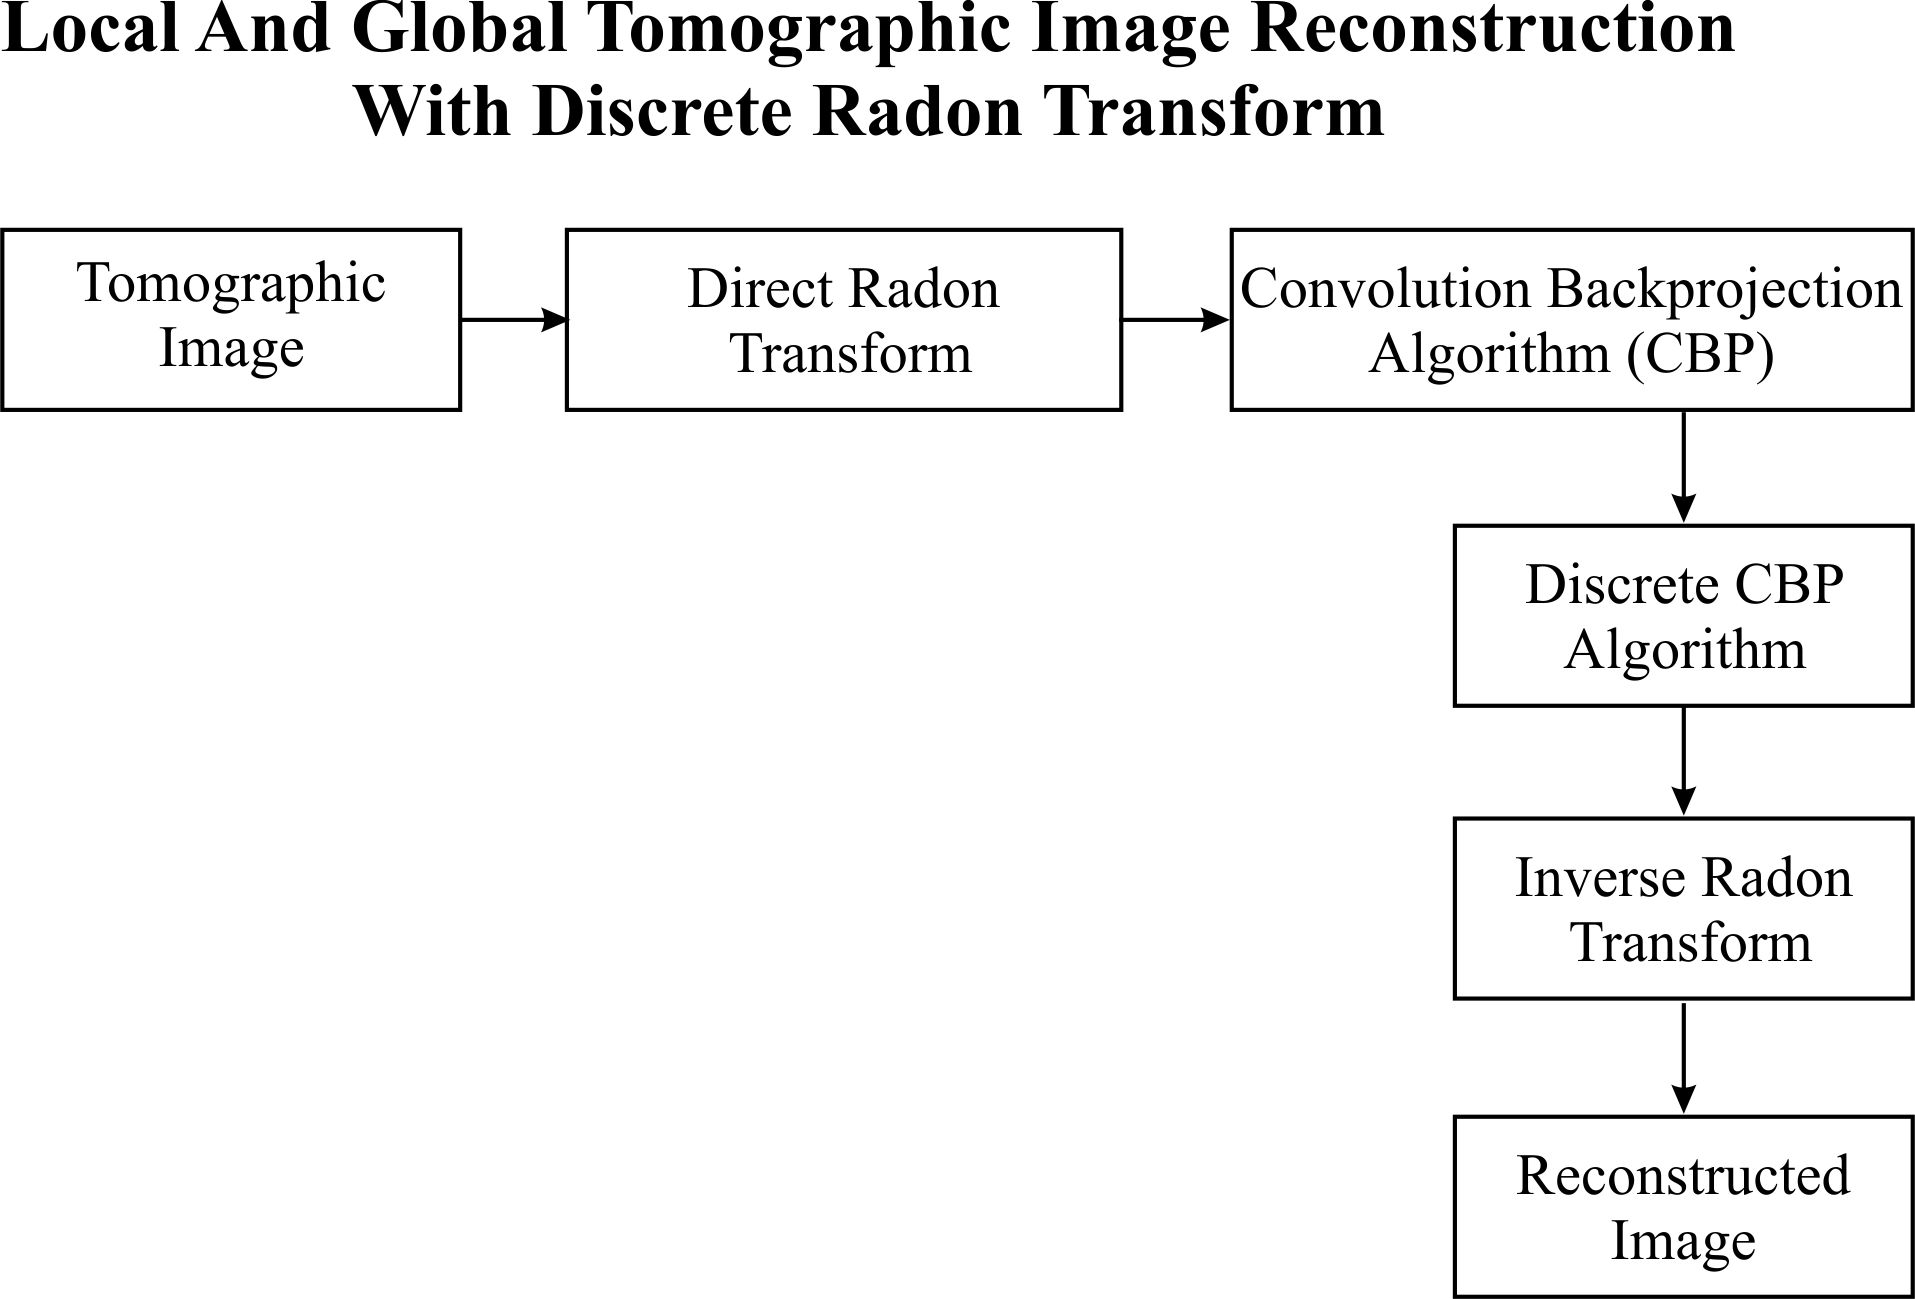 Local And Global Tomographic Image Reconstruction
With Discrete Radon Transform
Tomographic
Image
Direct Radon
Transform
Convolution Backprojection
Algorithm (CBP)
Discrete CBP
Algorithm
Inverse Radon
Transform
Reconstructed
Image